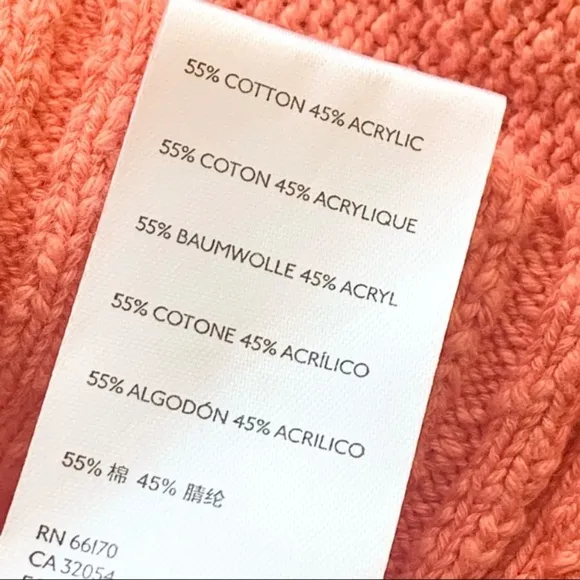 55% COTTON 45% ACRYLIC
55% COTON 45% ACRYLIQUE
55% BAUMWOLLE 45% ACRYL
55% COTONE 45% ACRÍLICO
55% ALGODÓN 45% ACRILICO
55% 棉 45% 腈纶
RN 66170
CA 32054